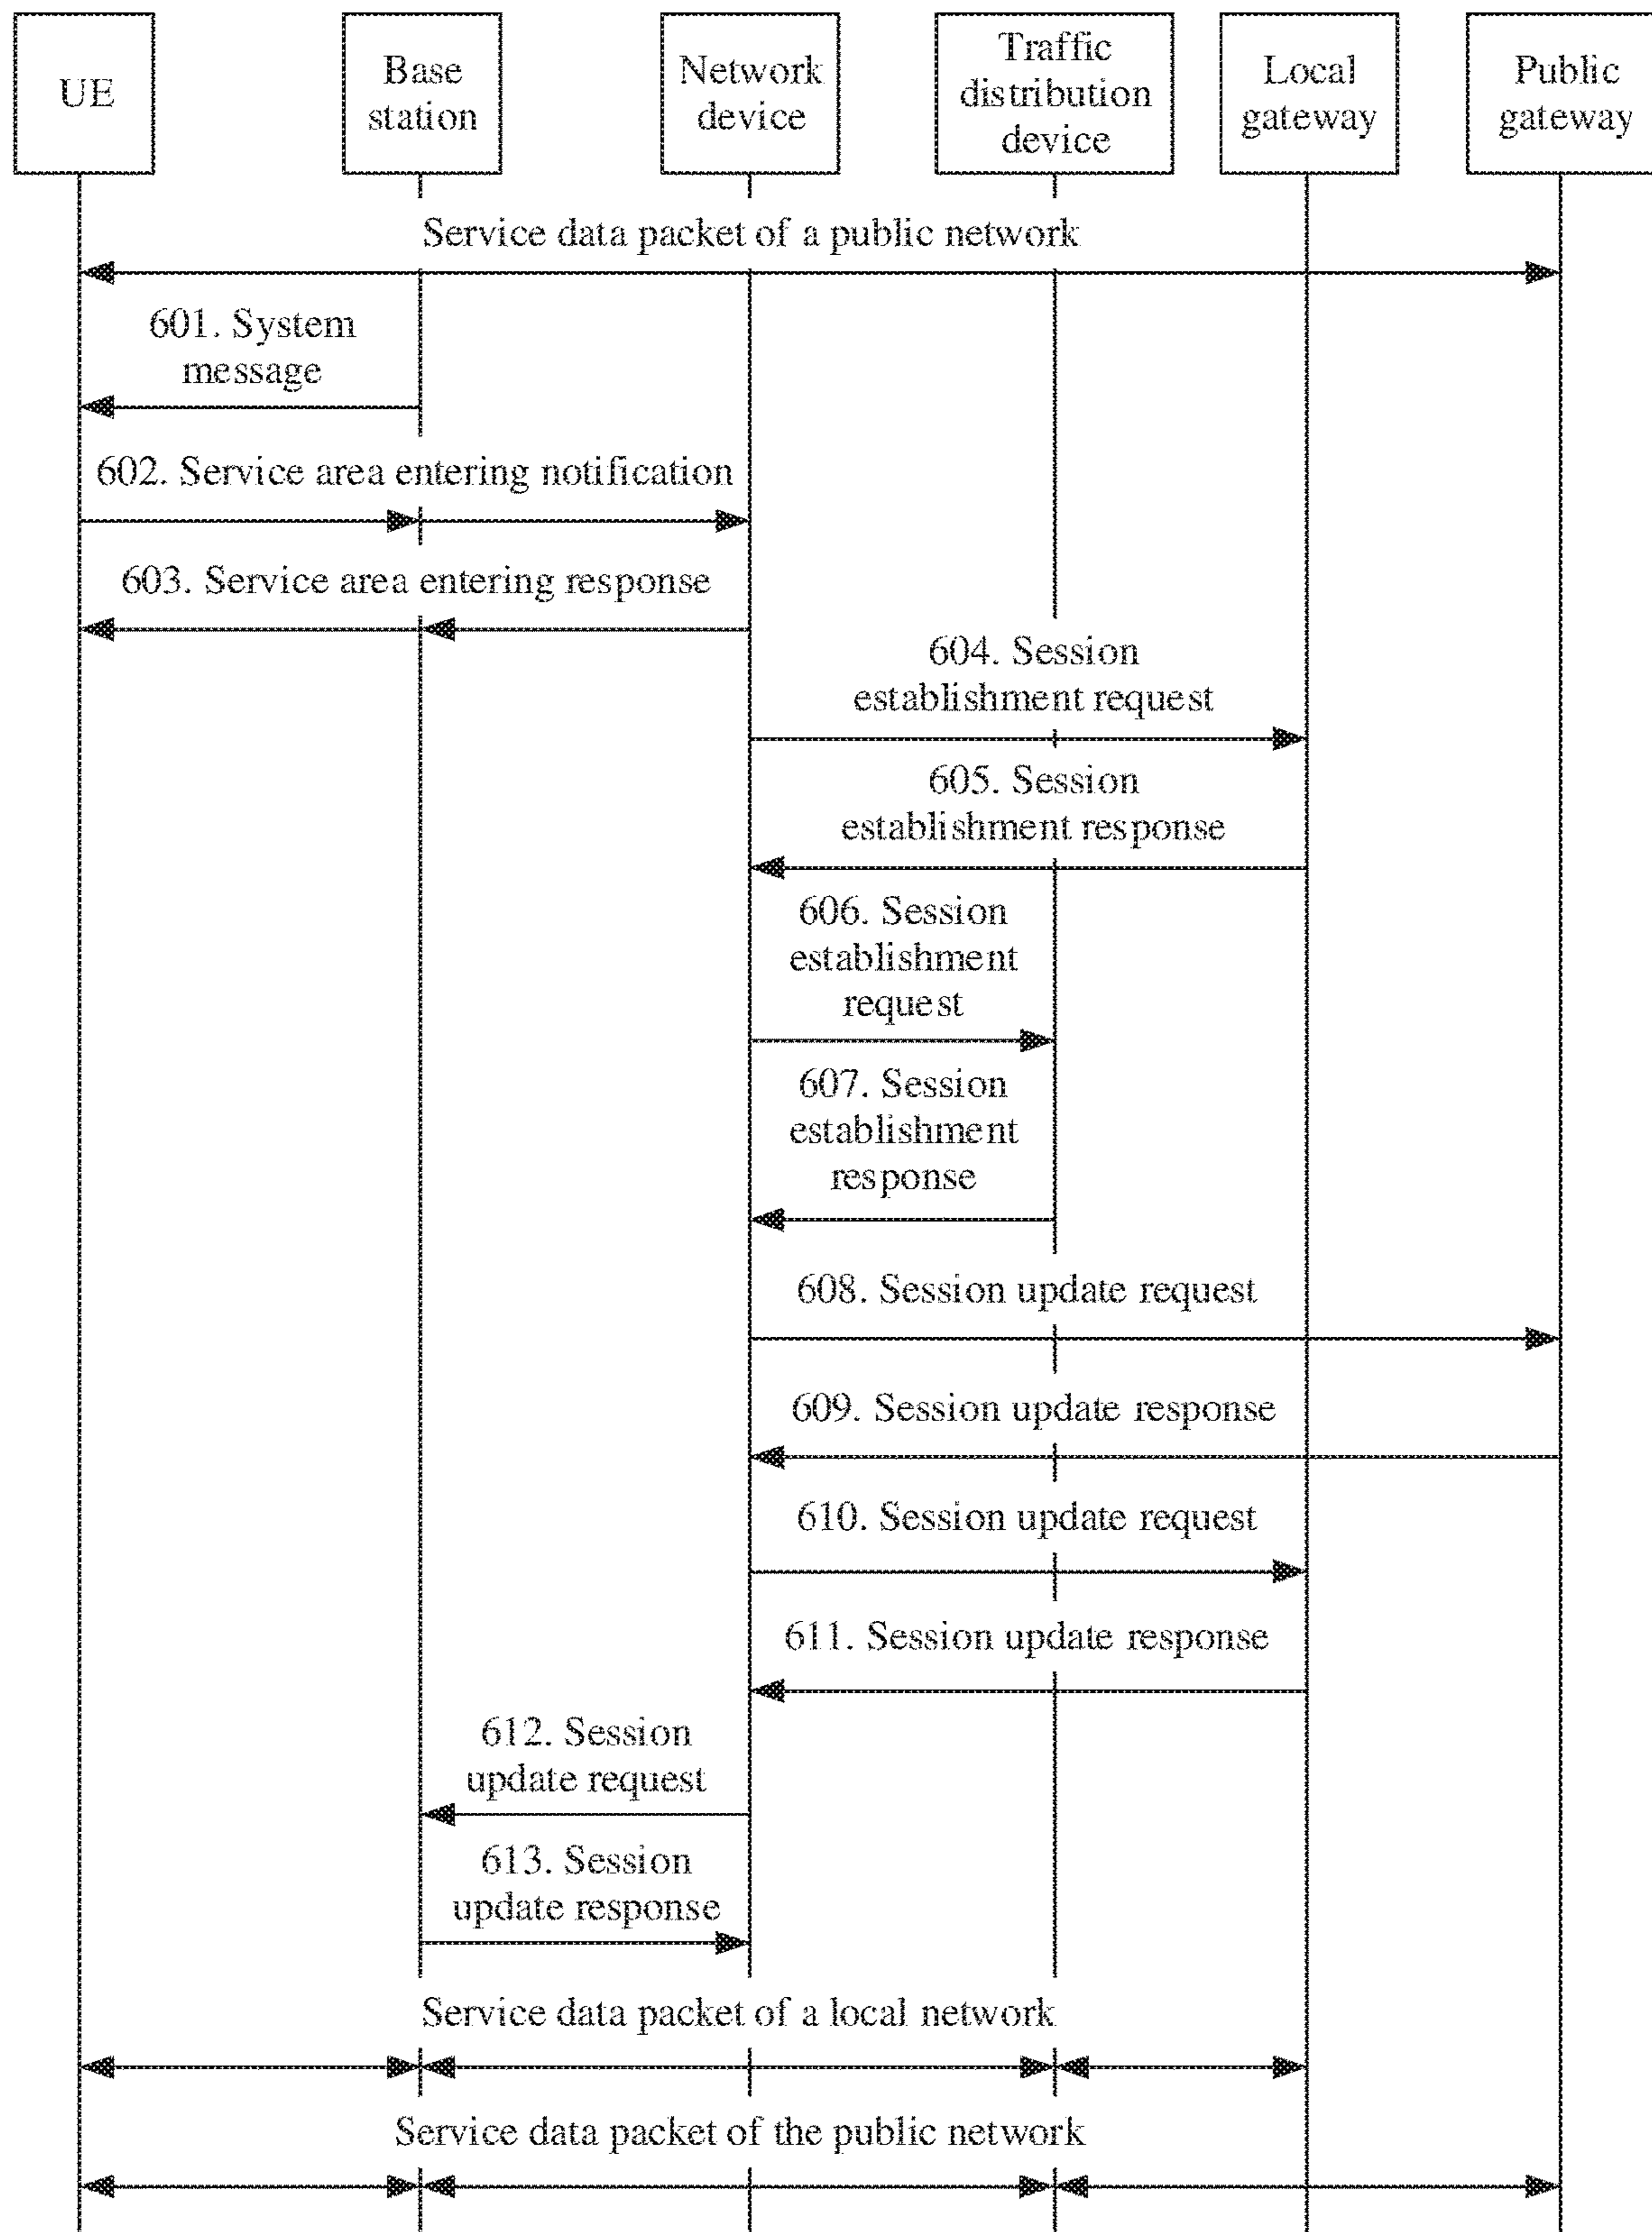 UE
Base
station
Network
device
Traffic
distribution
device
Local
gateway
Public
gateway
Service data packet of a public network
601. System
message
602. Service area entering notification
603. Service area entering response
604. Session
establishment request
605. Session
establishment response
606. Session
establishment
request
607. Session
establishment
response
608. Session update request
609. Session update response
610. Session update request
611. Session update response
612. Session
update request
613. Session
update response
Service data packet of a local network
Service data packet of the public network